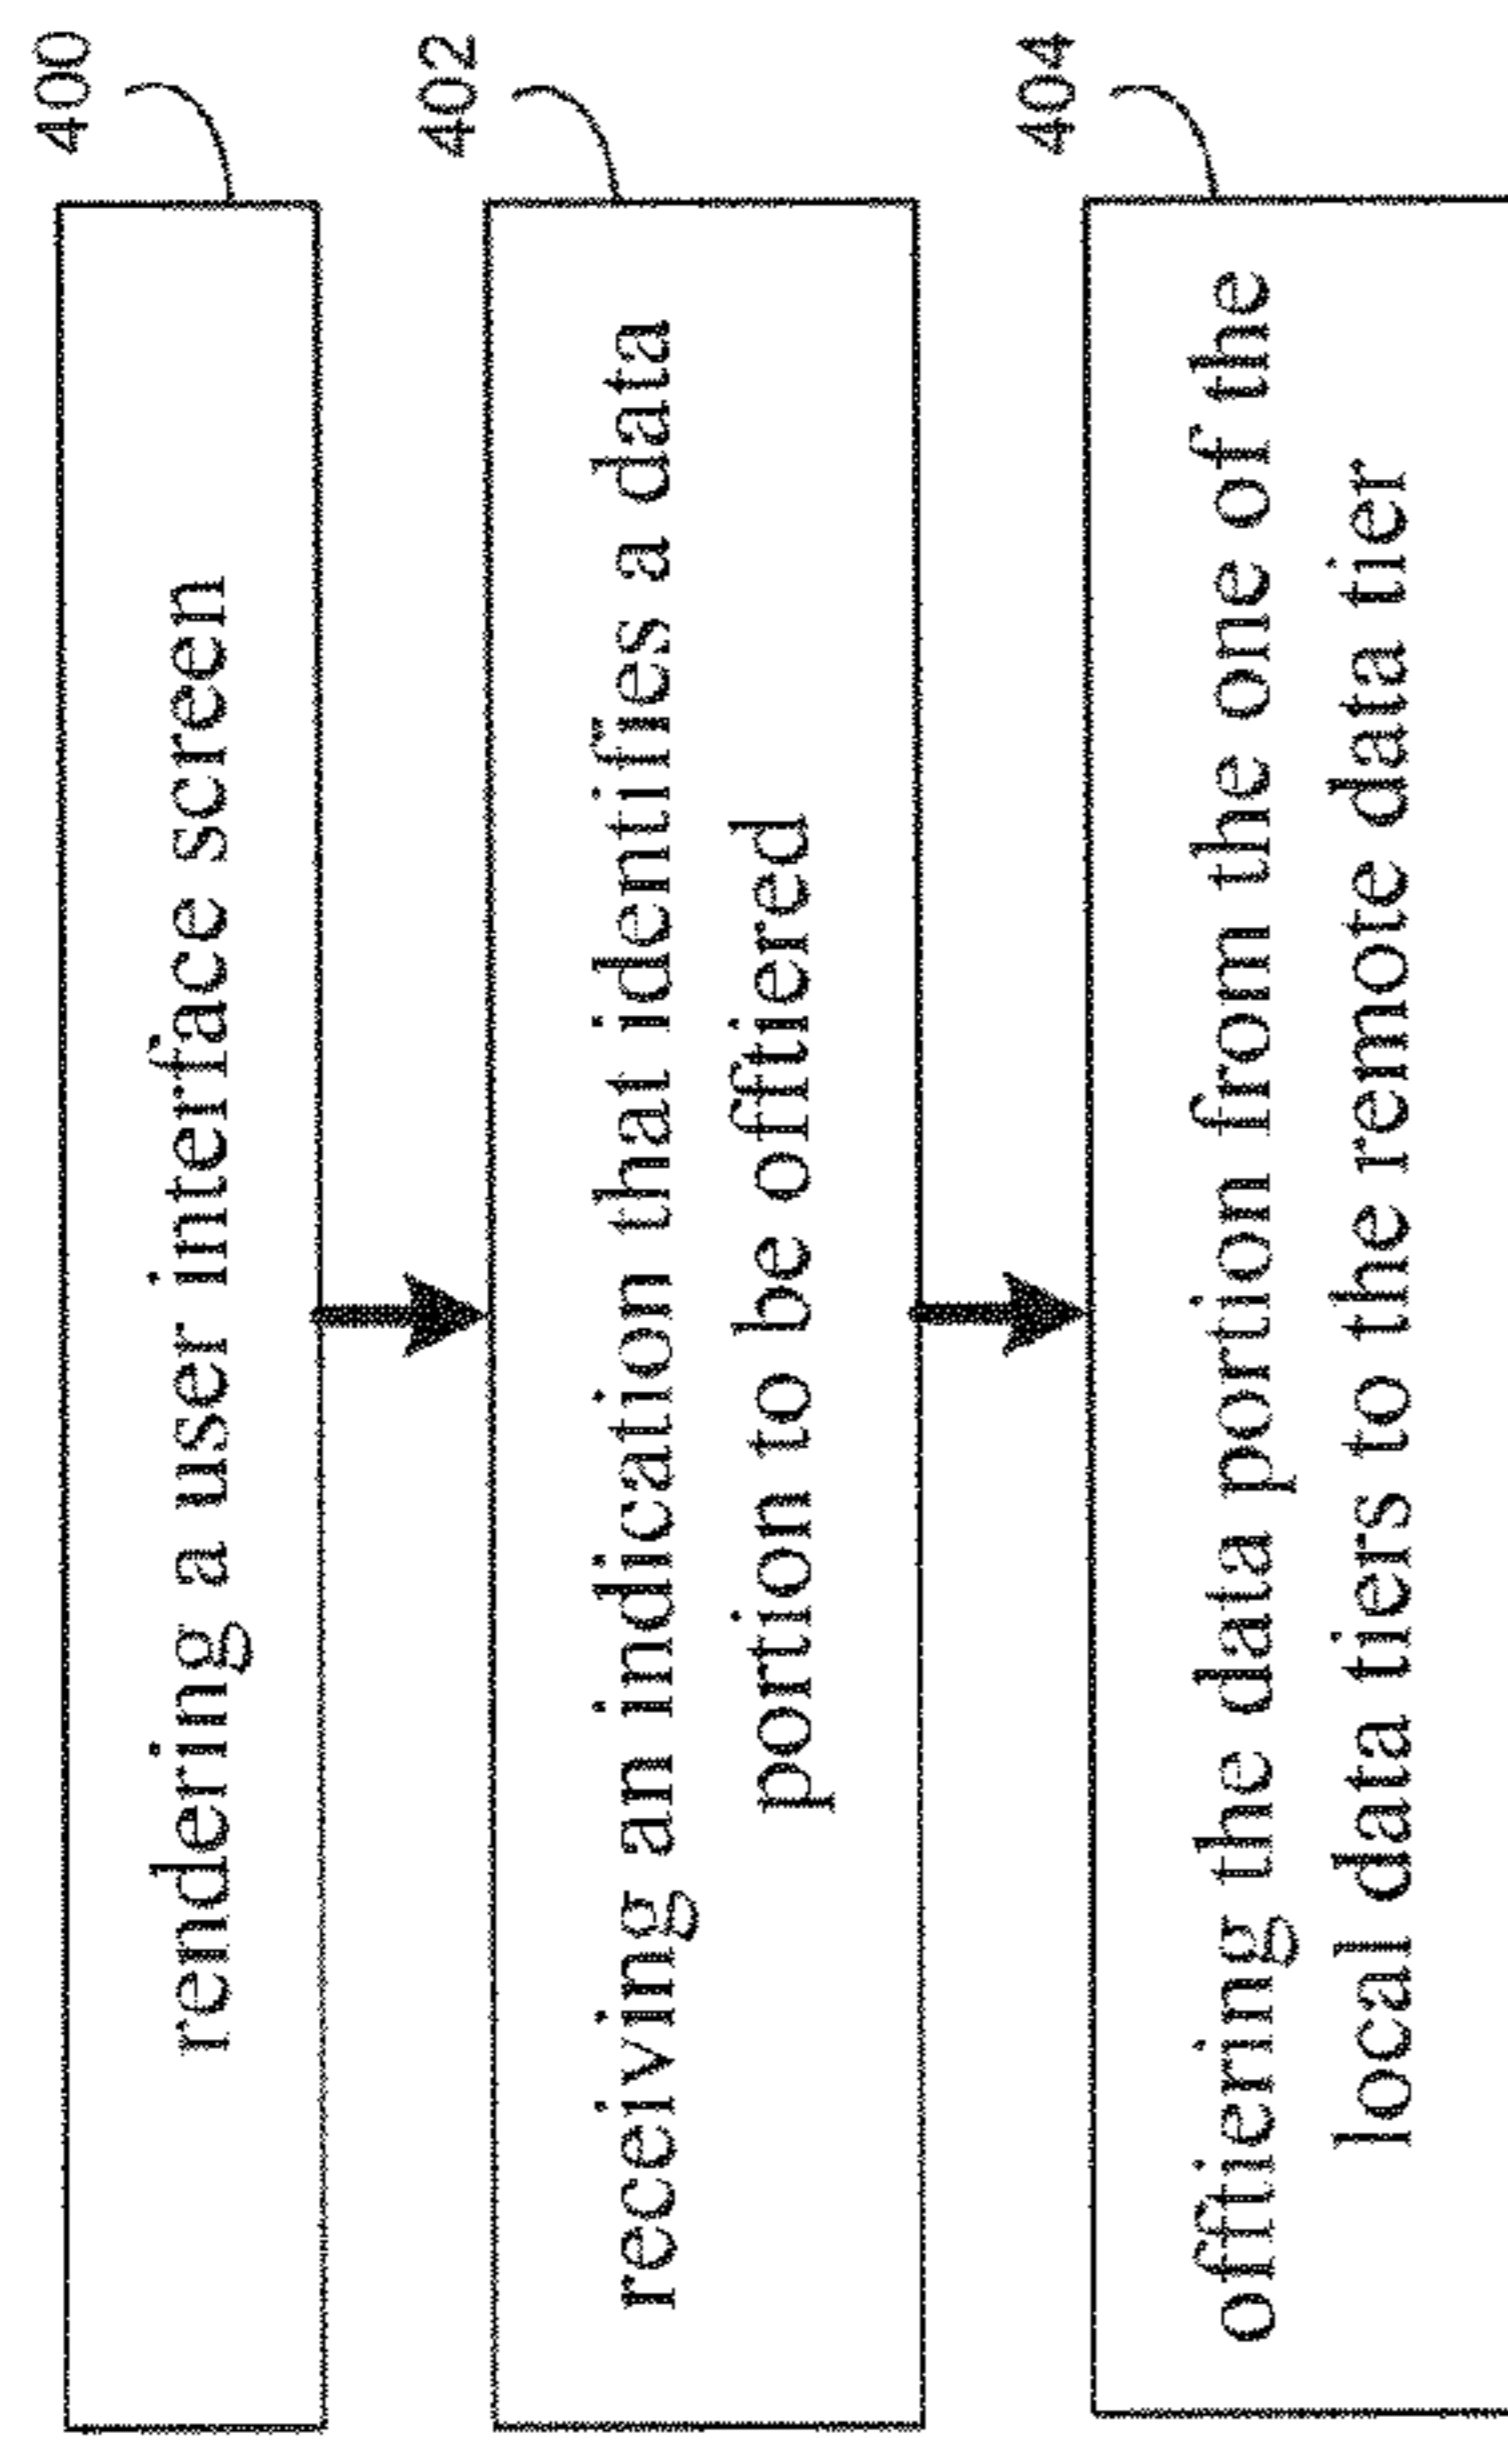 400
rendering a user interface screen
402
receiving an indication that identifies a data
portion to be offtiered
404
offtiering the data portion from the one of the
local data tiers to the remote data tier